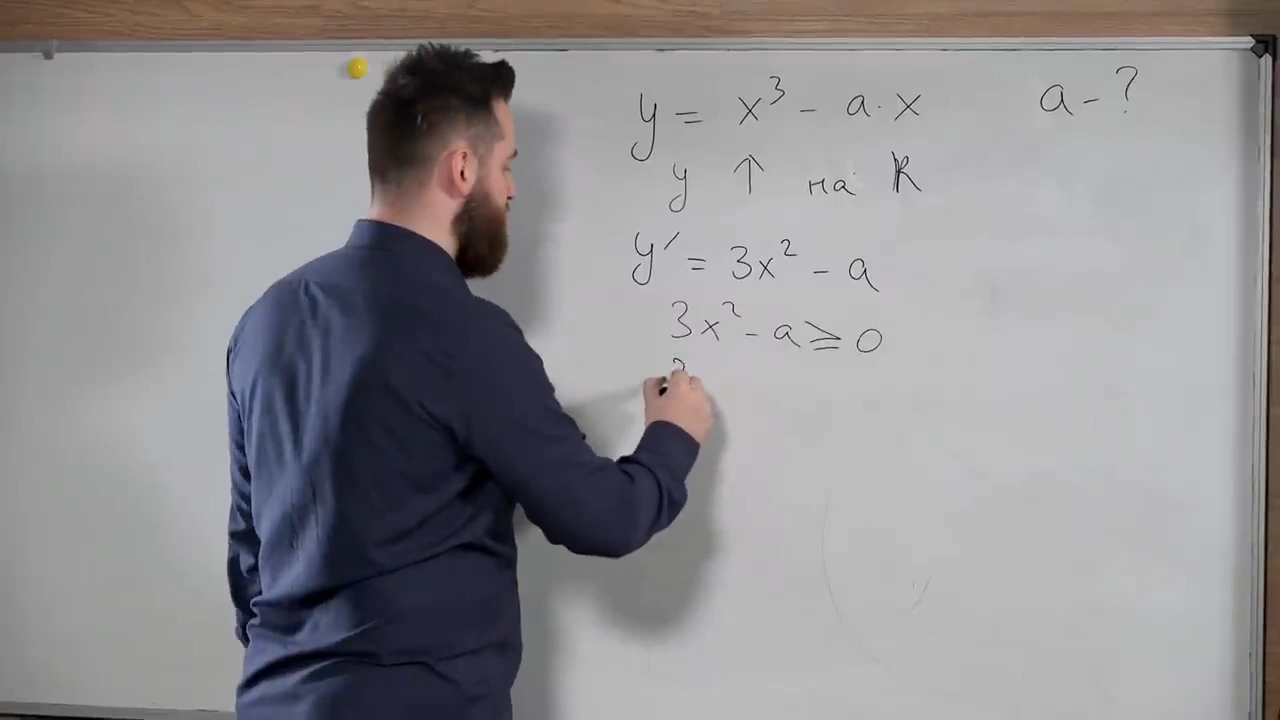 y = x³ - a · x a - ?
y ↑ на R
y′ = 3x² - a
3x² - a ≥ 0